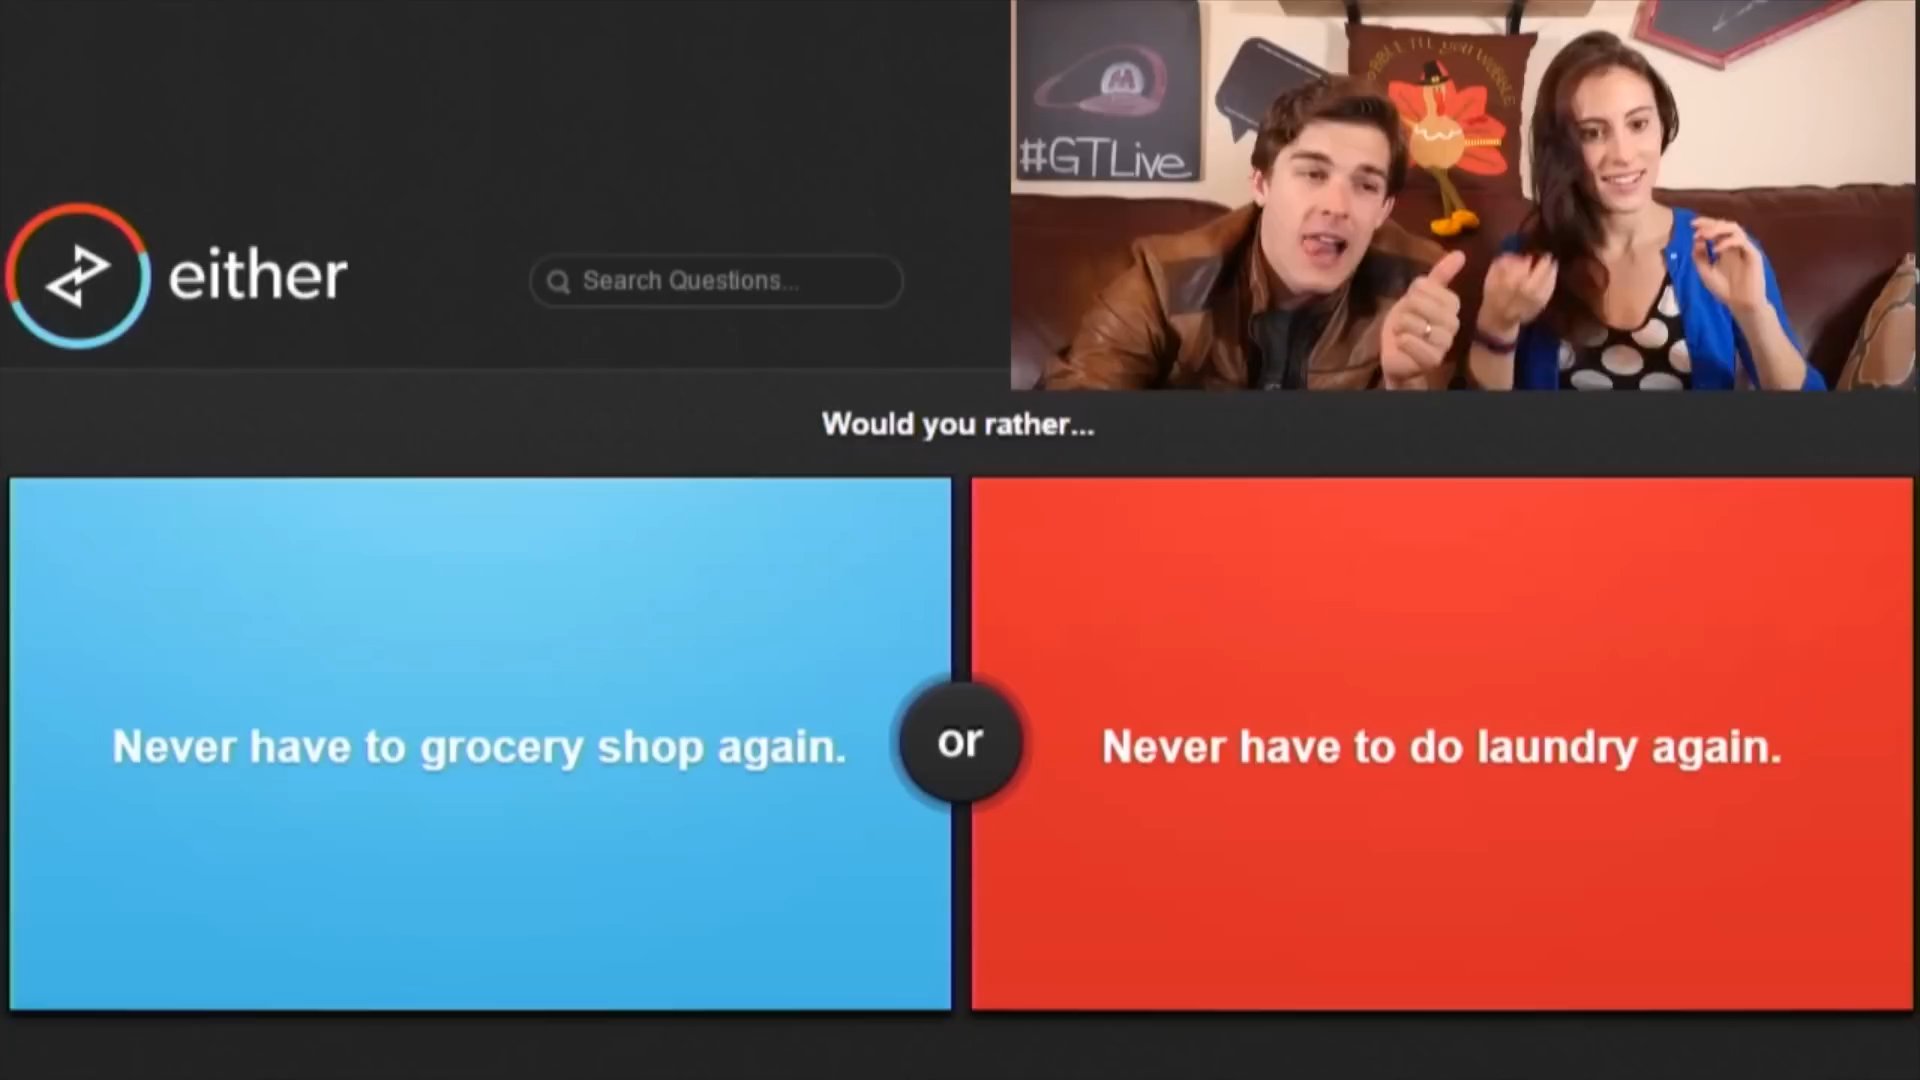 #GTLive
either
Search Questions...
Would you rather...
Never have to grocery shop again.
or
Never have to do laundry again.